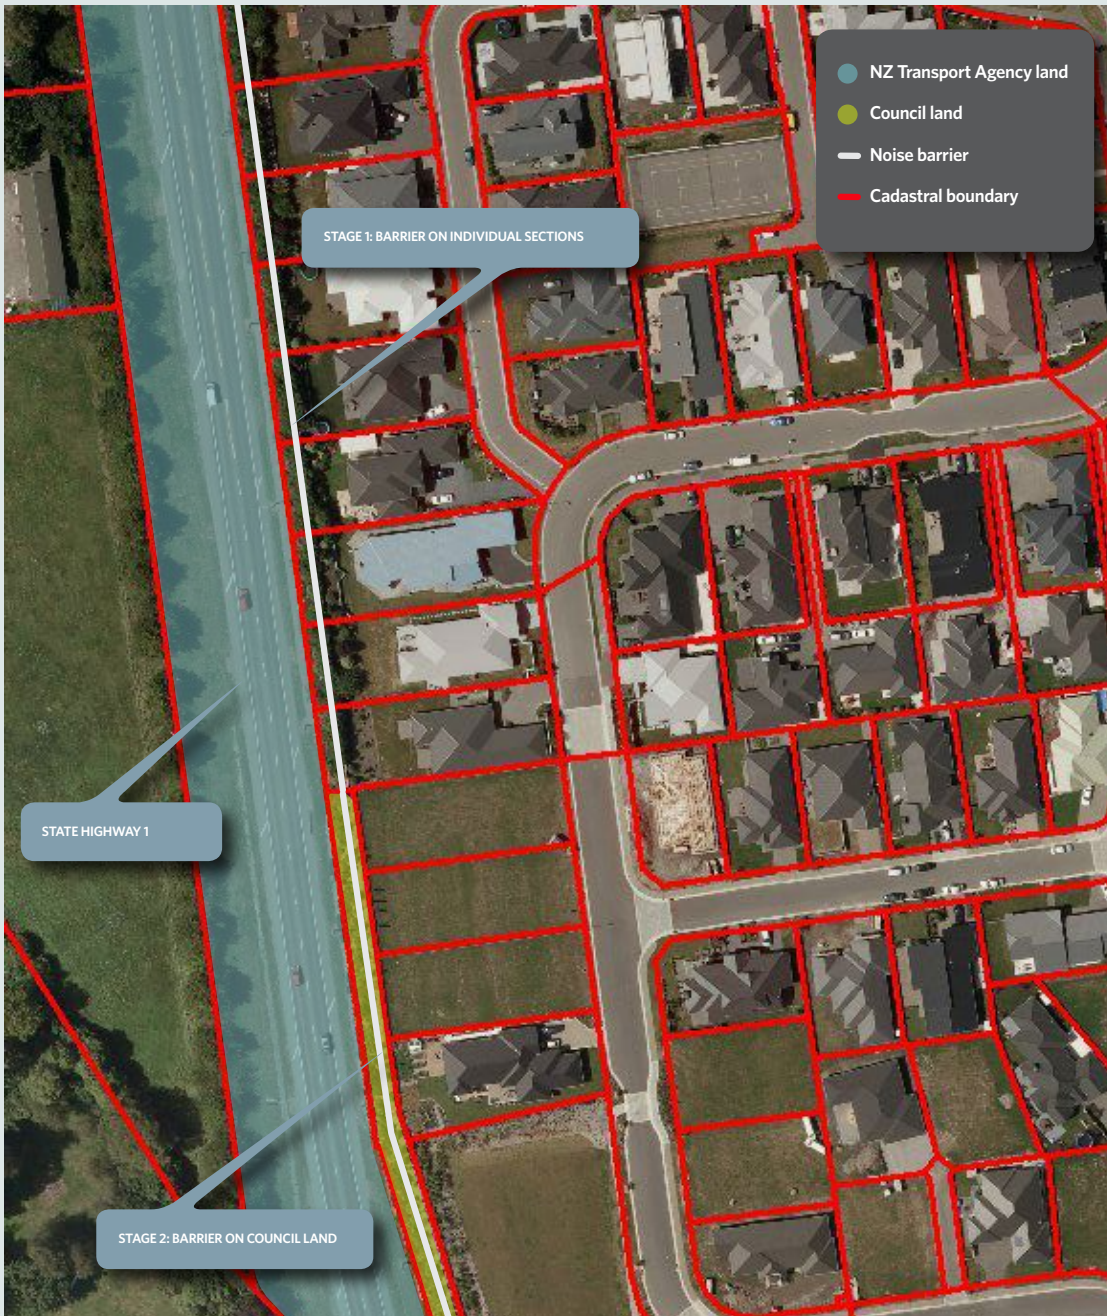 NZ Transport Agency land
Council land
Noise barrier
Cadastral boundary
STAGE 1: BARRIER ON INDIVIDUAL SECTIONS
STATE HIGHWAY 1
STAGE 2: BARRIER ON COUNCIL LAND